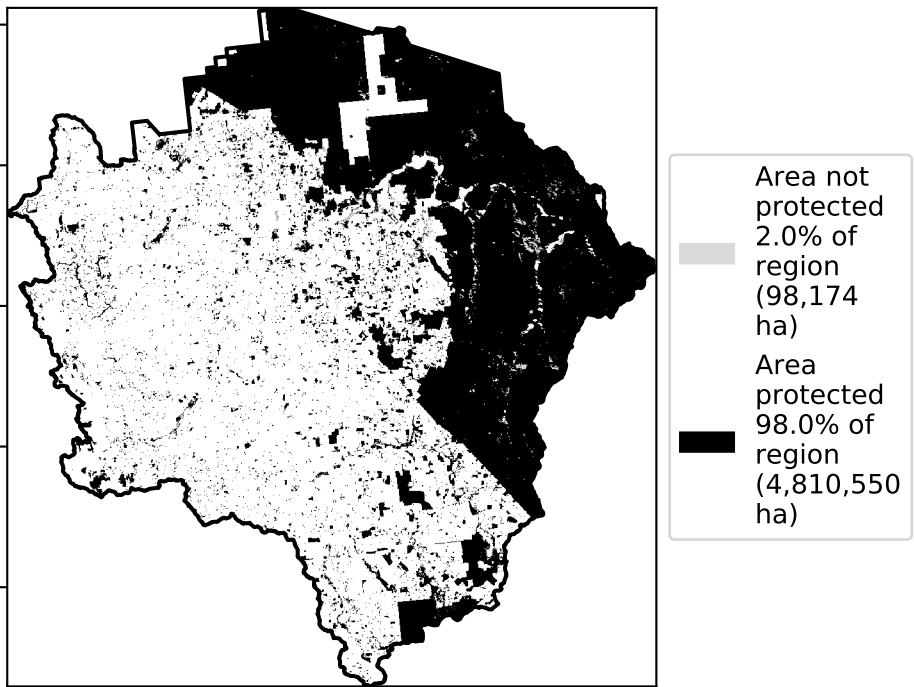 Area not
protected
2.0% of
region
(98,174
ha)
Area
protected
98.0% of
region
(4,810,550
ha)